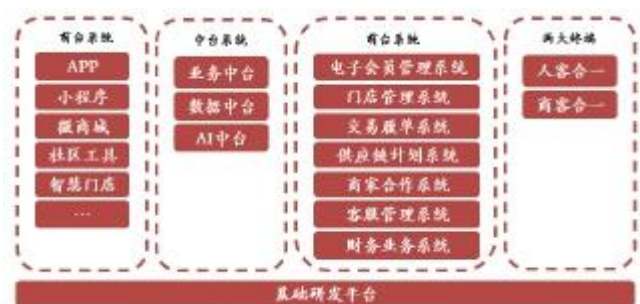 前台系统
APP
小程序
微商城
社区工具
智慧门店
…
中台系统
业务中台
数据中台
AI中台
前台系统
电子会员管理系统
门店管理系统
交易履单系统
供应链计划系统
商家合作系统
客服管理系统
财务业务系统
两大终端
人客合一
商客合一
基础研发平台